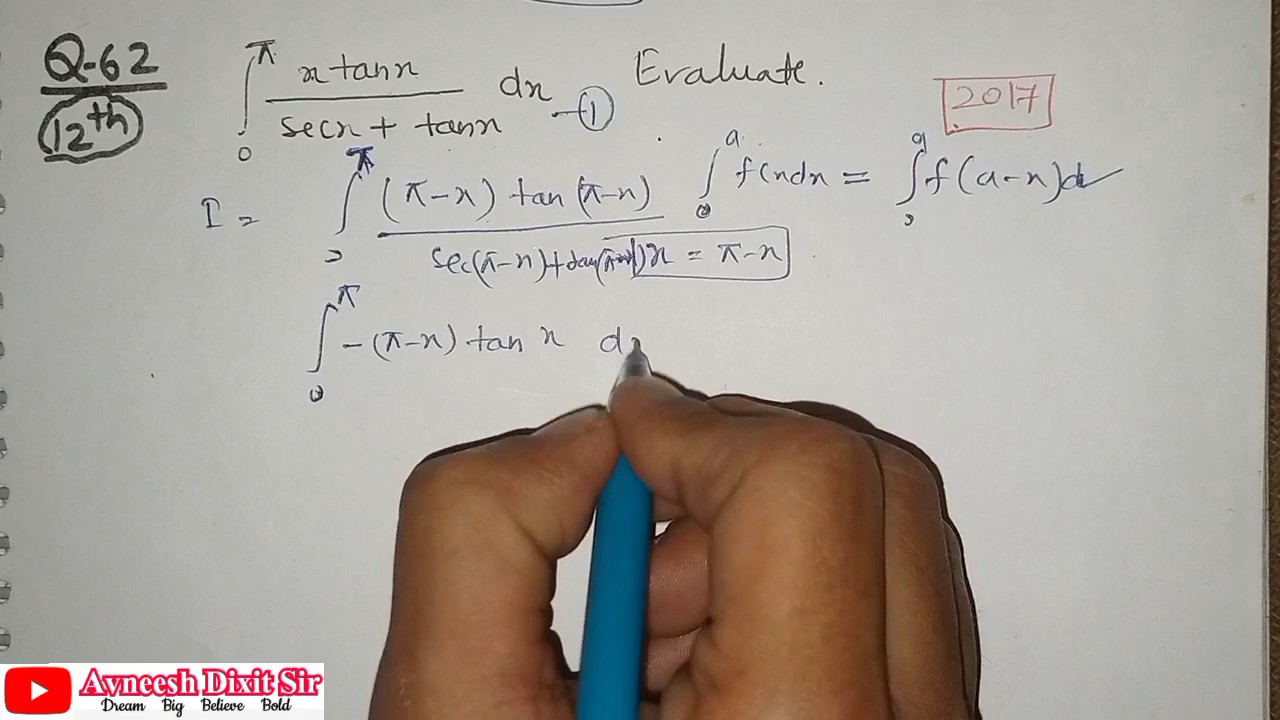 Q-62
12th
∫₀^π x tanx / secx + tanx dx —① Evaluate.
2017
I = ∫₀^π (π-x) tan(π-x) / sec(π-x)+tan(π-x)
∫₀^a f(x)dx = ∫₀^a f(a-x)d
x = π-x
∫₀^π -(π-x) tan x d
Avneesh Dixit Sir
Dream Big Believe Bold